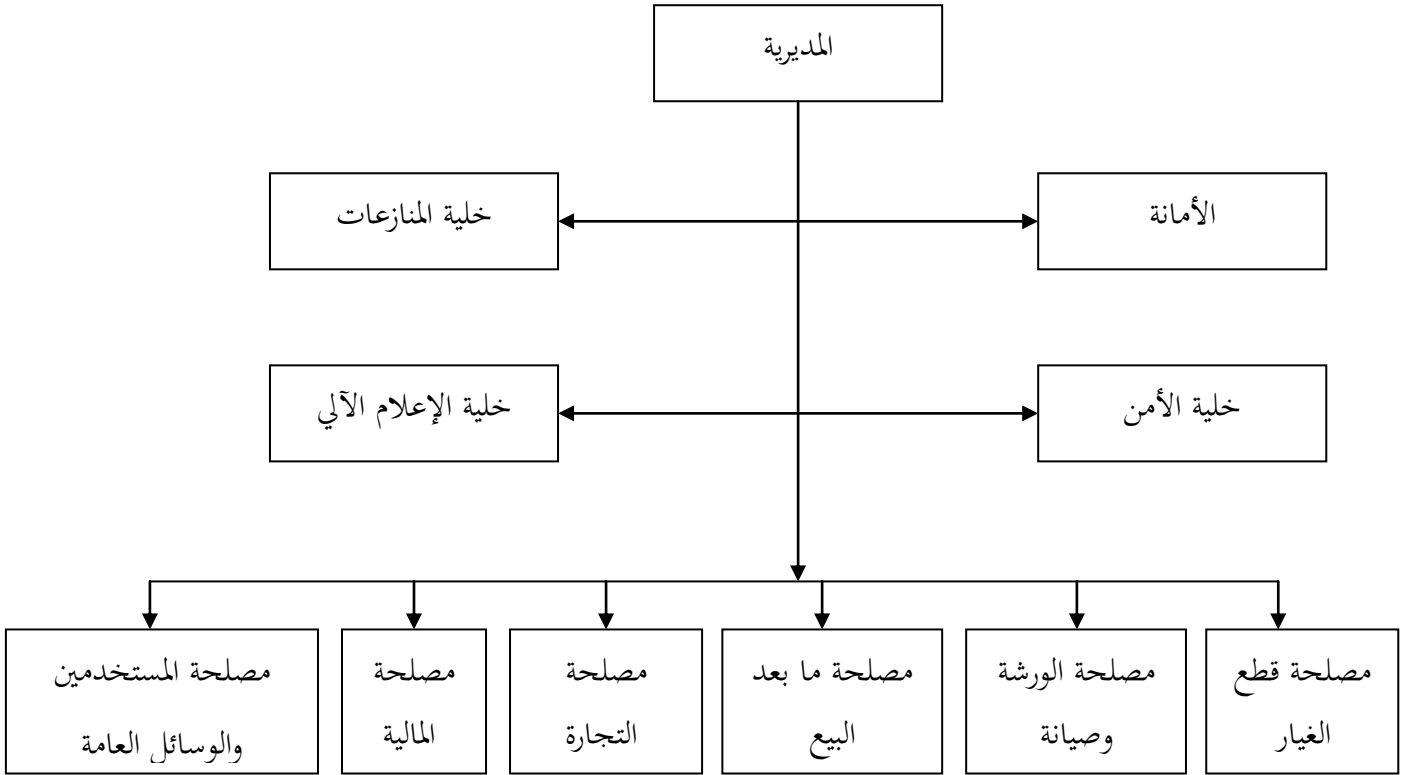 المديرية
الأمانة
خلية المنازعات
خلية الأمن
خلية الإعلام الآلي
مصلحة قطع
الغيار
مصلحة الورشة
وصيانة
مصلحة ما بعد
البيع
مصلحة
التجارة
مصلحة
المالية
مصلحة المستخدمين
والوسائل العامة